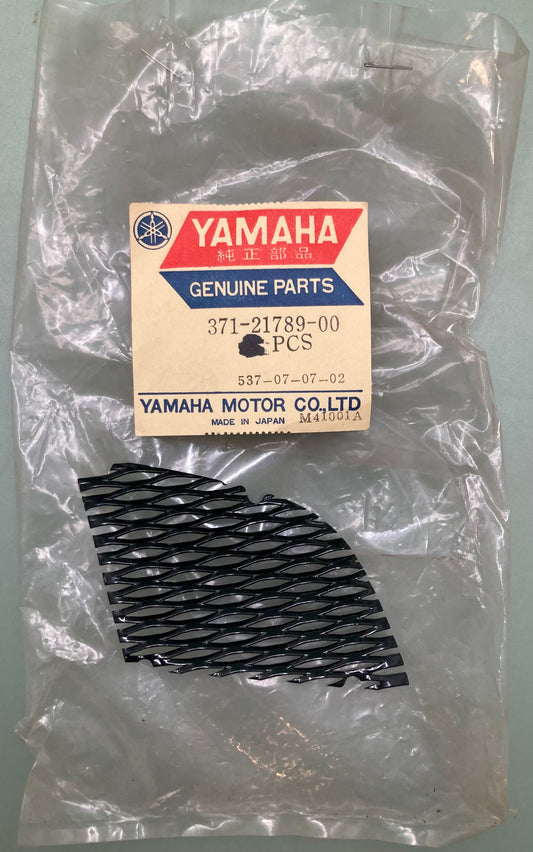 YAMAHA
純正部品
GENUINE PARTS
371-21789-00
PCS
537-07-07-02
YAMAHA MOTOR CO.,LTD
MADE IN JAPAN M41001A